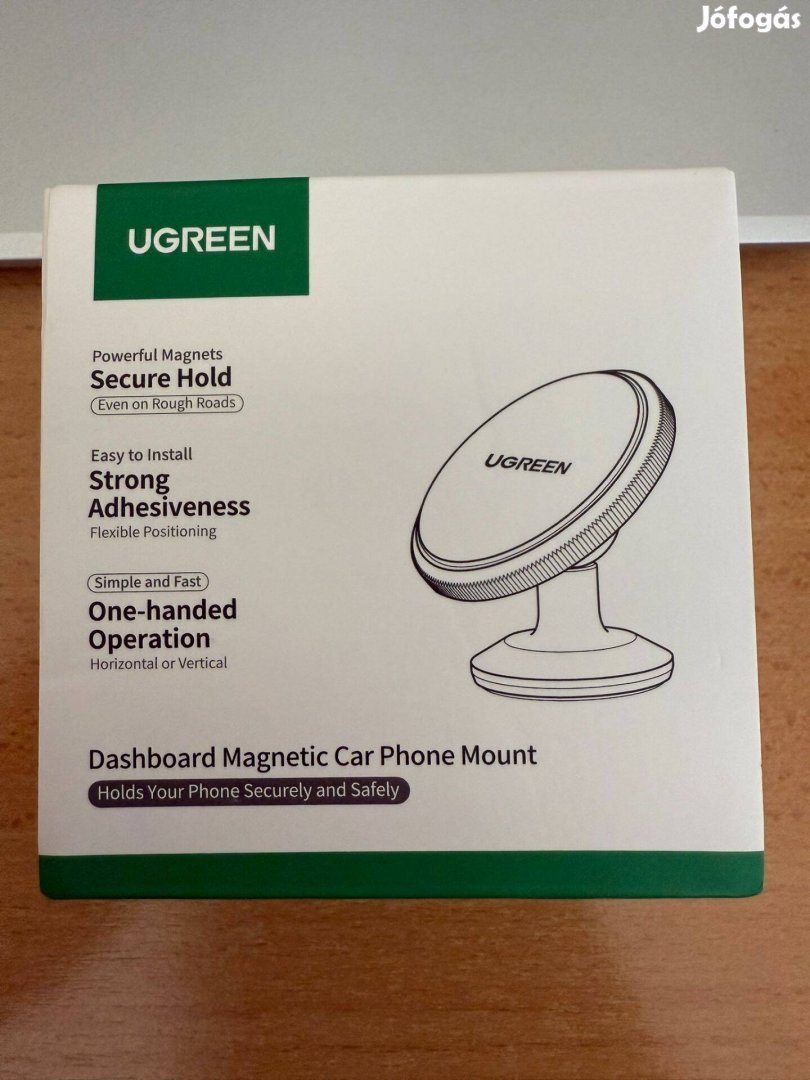 Jófogás
UGREEN
Powerful Magnets
Secure Hold
Even on Rough Roads
Easy to Install
Strong
Adhesiveness
Flexible Positioning
Simple and Fast
One-handed
Operation
Horizontal or Vertical
UGREEN
Dashboard Magnetic Car Phone Mount
Holds Your Phone Securely and Safely